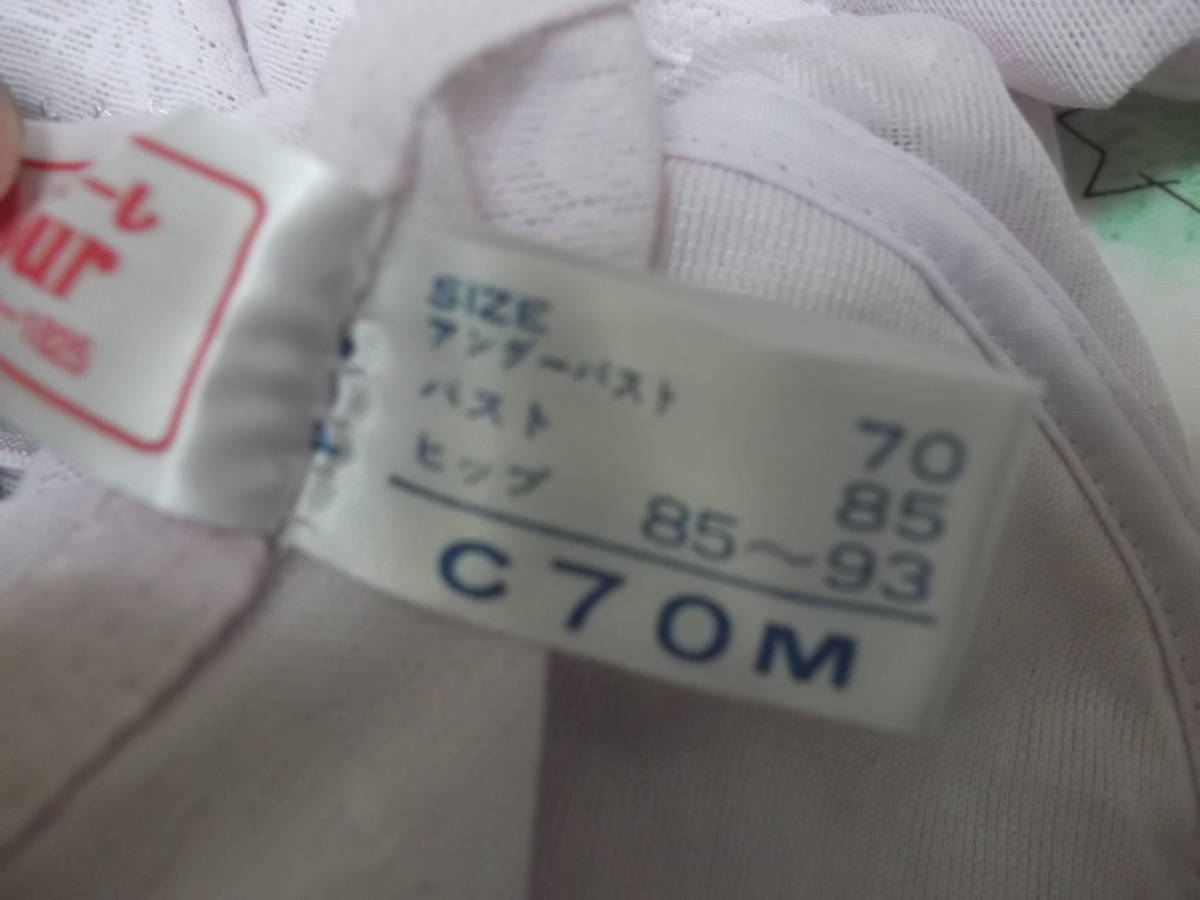 SIZE
アンダーバスト 70
バスト 85
ヒップ 85～93
C70M